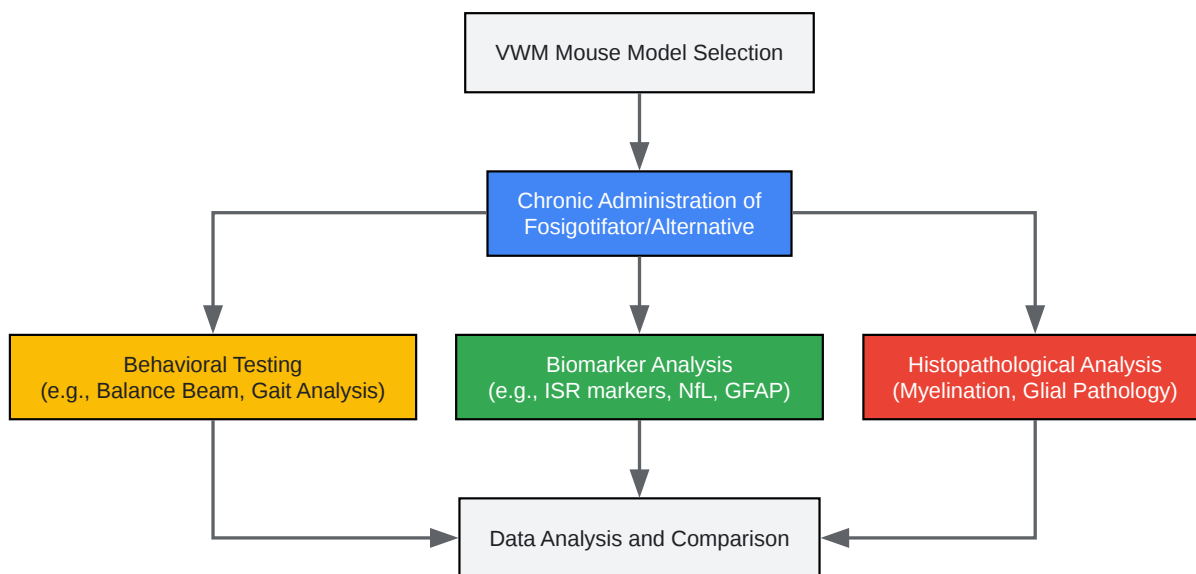 VWM Mouse Model Selection
Chronic Administration of
Fosigotifator/Alternative
Behavioral Testing
(e.g., Balance Beam, Gait Analysis)
Biomarker Analysis
(e.g., ISR markers, NfL, GFAP)
Histopathological Analysis
(Myelination, Glial Pathology)
Data Analysis and Comparison